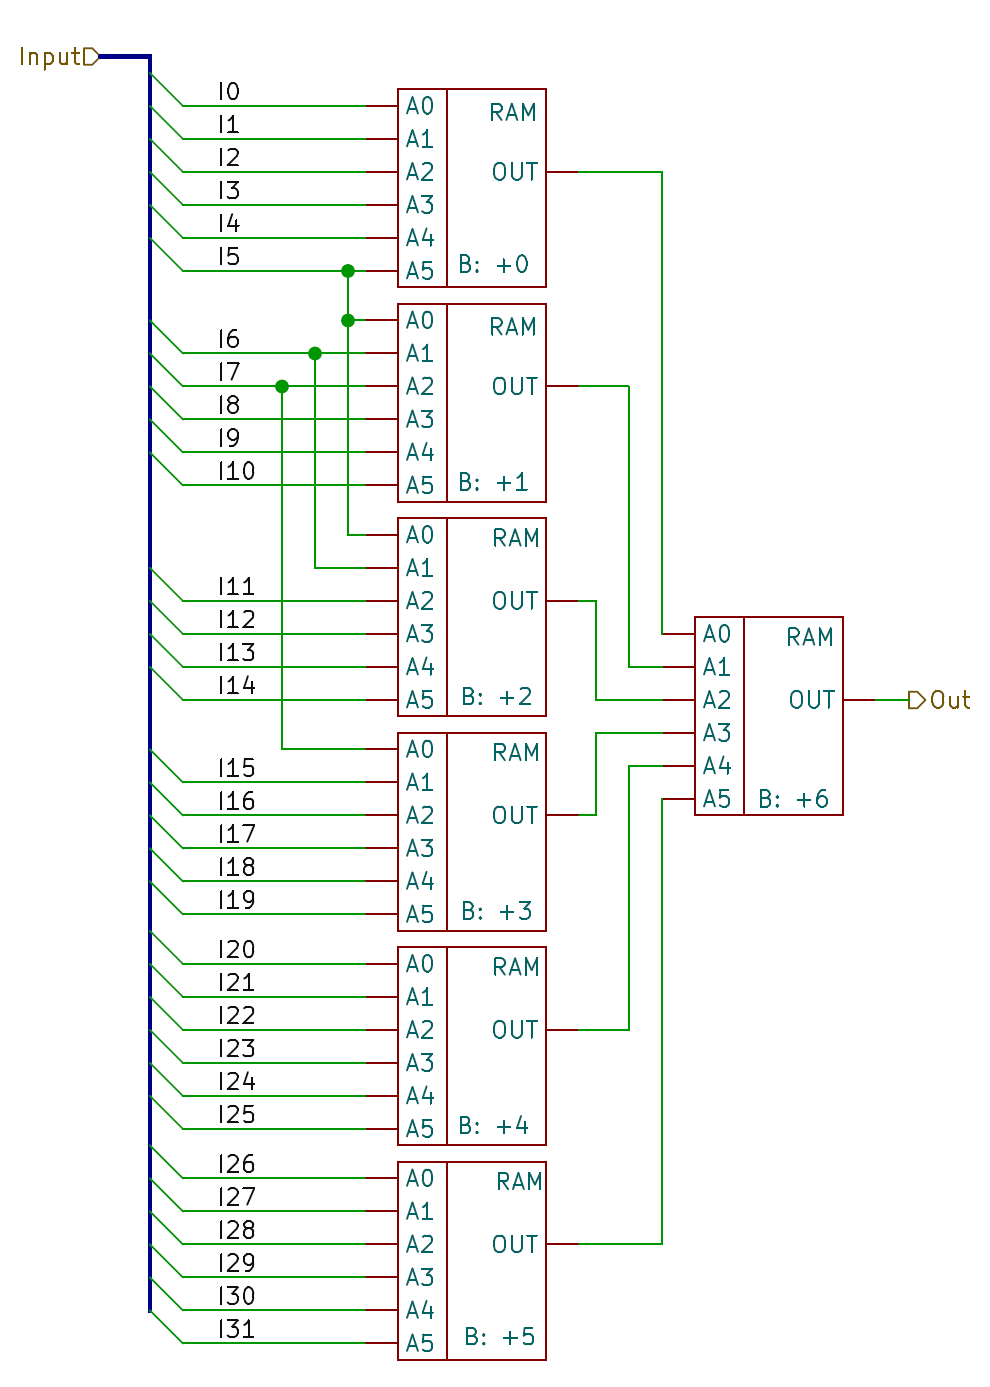 Input
I0
I1
I2
I3
I4
I5
A0
A1
A2
A3
A4
A5
RAM
OUT
B: +0
I6
I7
I8
I9
I10
A0
A1
A2
A3
A4
A5
RAM
OUT
B: +1
I11
I12
I13
I14
A0
A1
A2
A3
A4
A5
RAM
OUT
B: +2
I15
I16
I17
I18
I19
A0
A1
A2
A3
A4
A5
RAM
OUT
B: +3
I20
I21
I22
I23
I24
I25
A0
A1
A2
A3
A4
A5
RAM
OUT
B: +4
I26
I27
I28
I29
I30
I31
A0
A1
A2
A3
A4
A5
RAM
OUT
B: +5
A0
A1
A2
A3
A4
A5
RAM
OUT
B: +6
Out